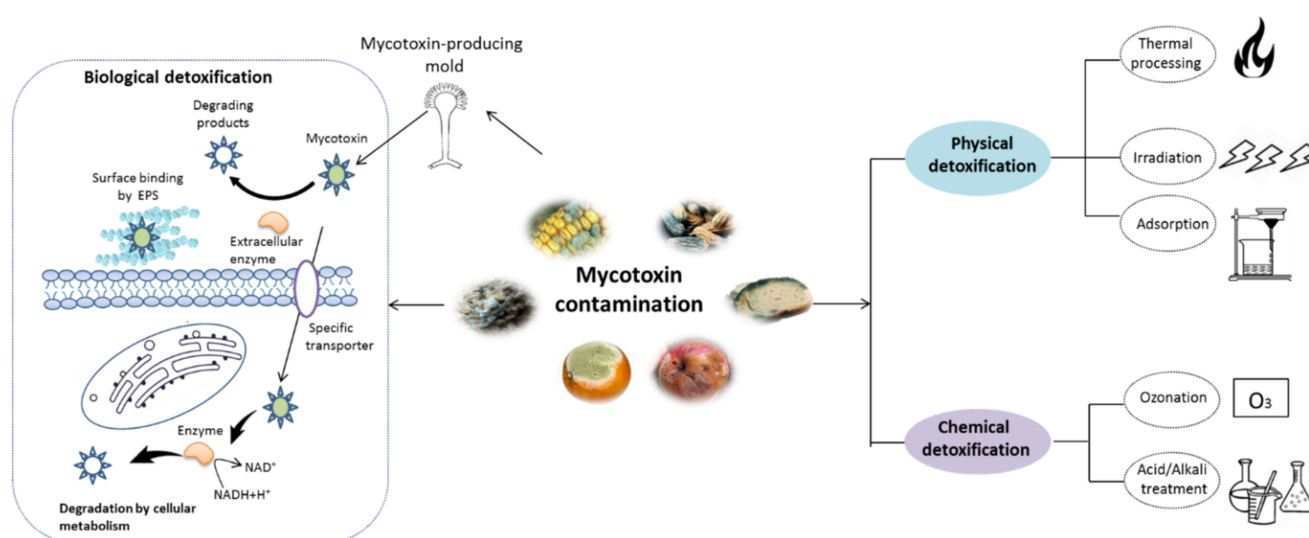 Mycotoxin-producing
mold
Biological detoxification
Degrading
products
Mycotoxin
Surface binding
by EPS
Extracellular
enzyme
Specific
transporter
Enzyme
NAD⁺
NADH+H⁺
Degradation by cellular
metabolism
Mycotoxin
contamination
Physical
detoxification
Thermal
processing
Irradiation
Adsorption
Chemical
detoxification
Ozonation
O₃
Acid/Alkali
treatment